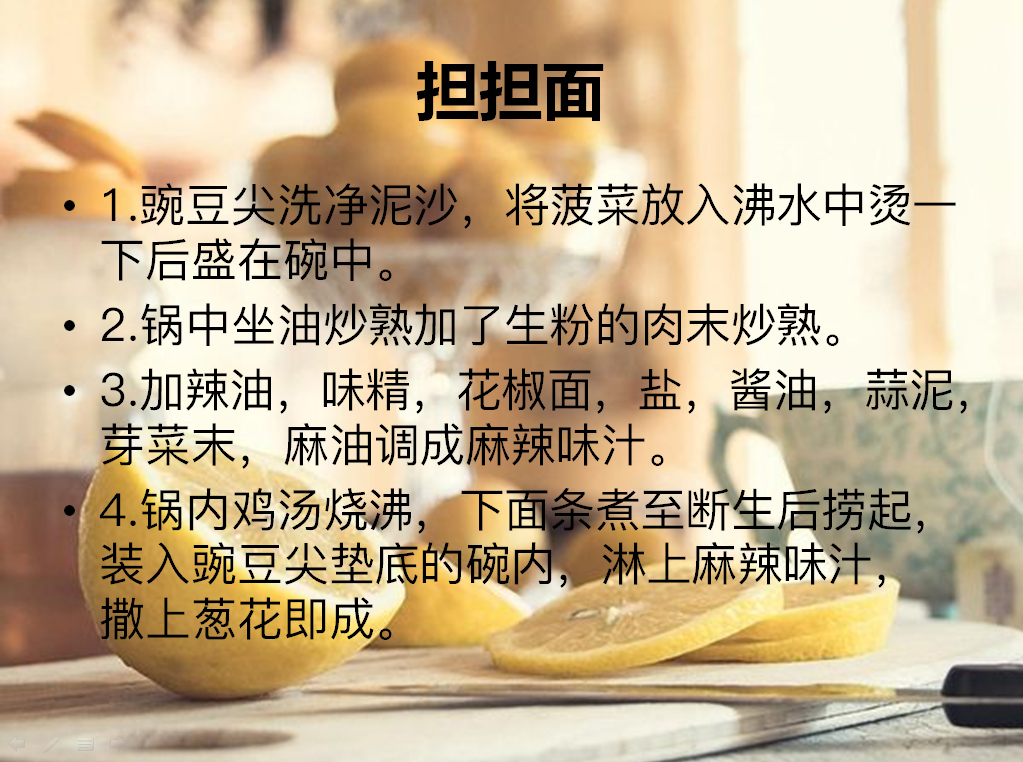 担担面
• 1.豌豆尖洗净泥沙，将菠菜放入沸水中烫一
下后盛在碗中。
• 2.锅中坐油炒熟加了生粉的肉末炒熟。
• 3.加辣油，味精，花椒面，盐，酱油，蒜泥，
芽菜末，麻油调成麻辣味汁。
• 4.锅内鸡汤烧沸，下面条煮至断生后捞起，
装入豌豆尖垫底的碗内，淋上麻辣味汁，
撒上葱花即成。